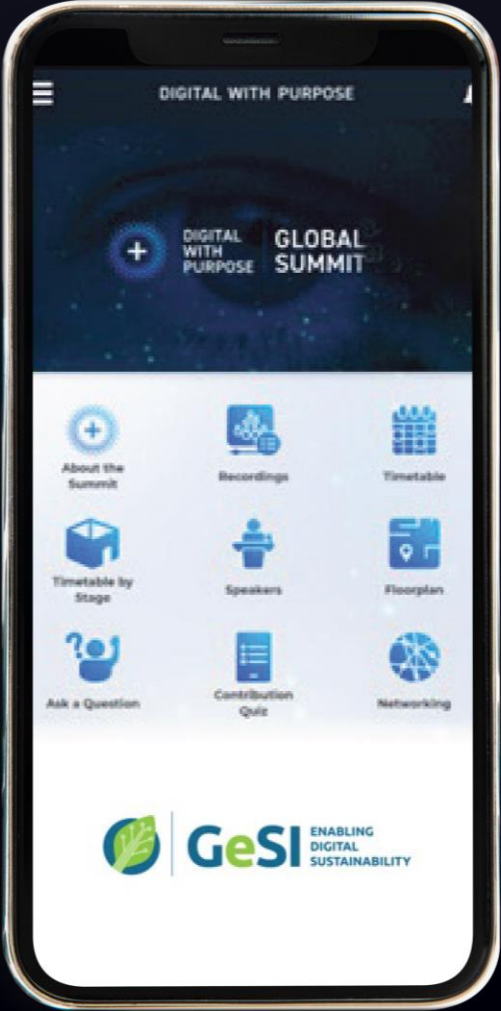 DIGITAL WITH PURPOSE
DIGITAL
WITH
PURPOSE
GLOBAL
SUMMIT
About the
Summit
Recordings
Timetable
Timetable by
Stage
Speakers
Floorplan
Ask a Question
Contribution
Quiz
Networking
GeSI
ENABLING
DIGITAL
SUSTAINABILITY